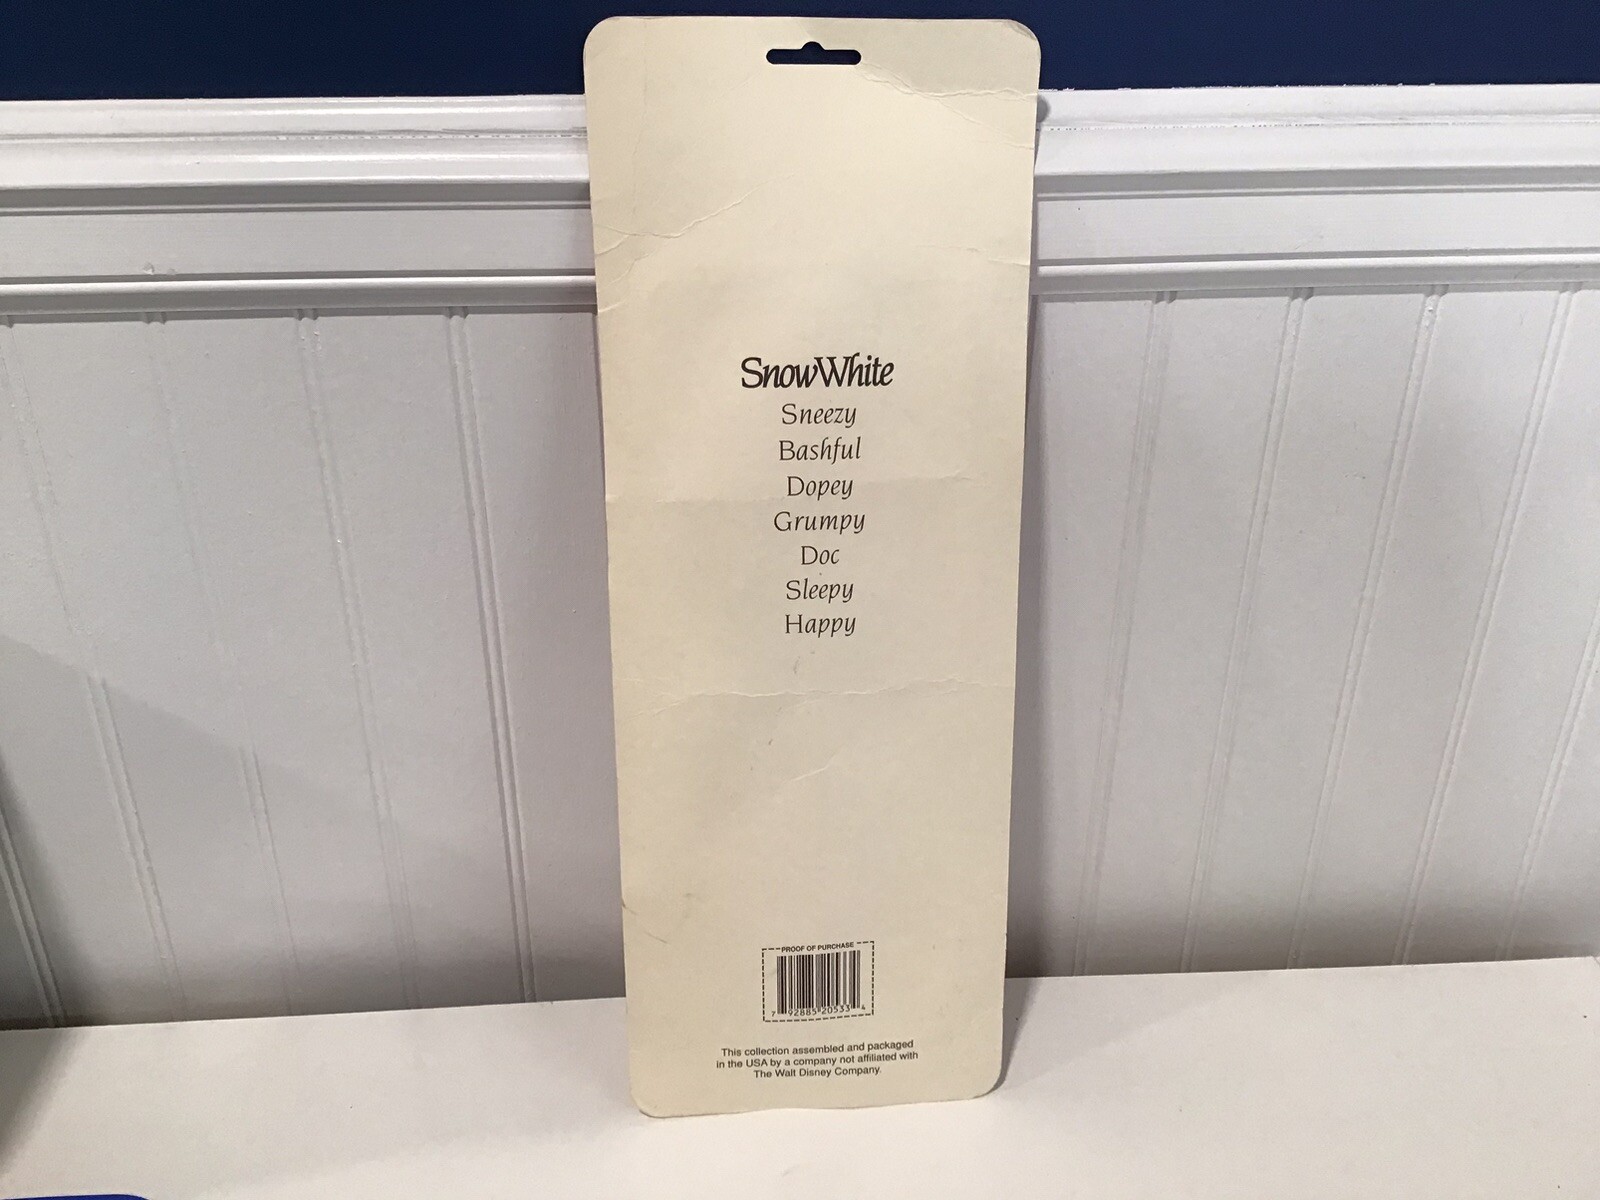 SnowWhite
Sneezy
Bashful
Dopey
Grumpy
Doc
Sleepy
Happy
PROOF OF PURCHASE
7 92885 20533 4
This collection assembled and packaged
in the USA by a company not affiliated with
The Walt Disney Company.